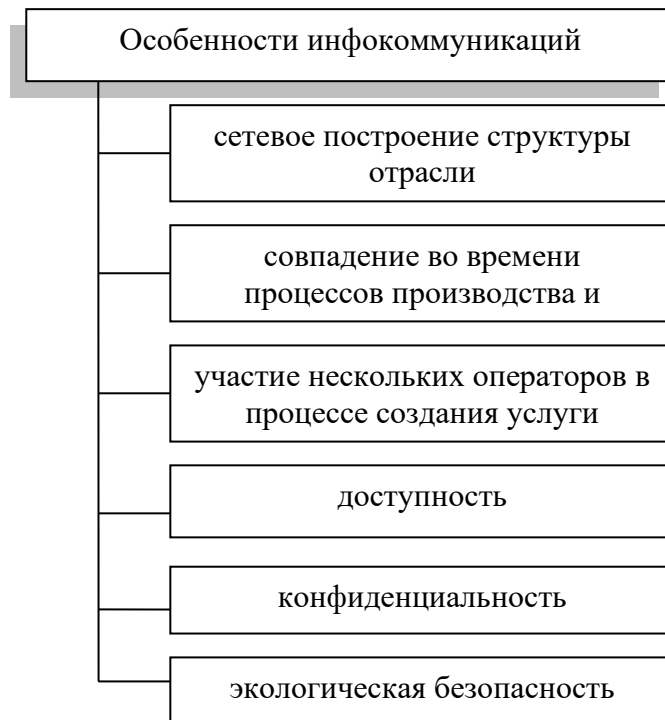 Особенности инфокоммуникаций
сетевое построение структуры
отрасли
совпадение во времени
процессов производства и
участие нескольких операторов в
процессе создания услуги
доступность
конфиденциальность
экологическая безопасность